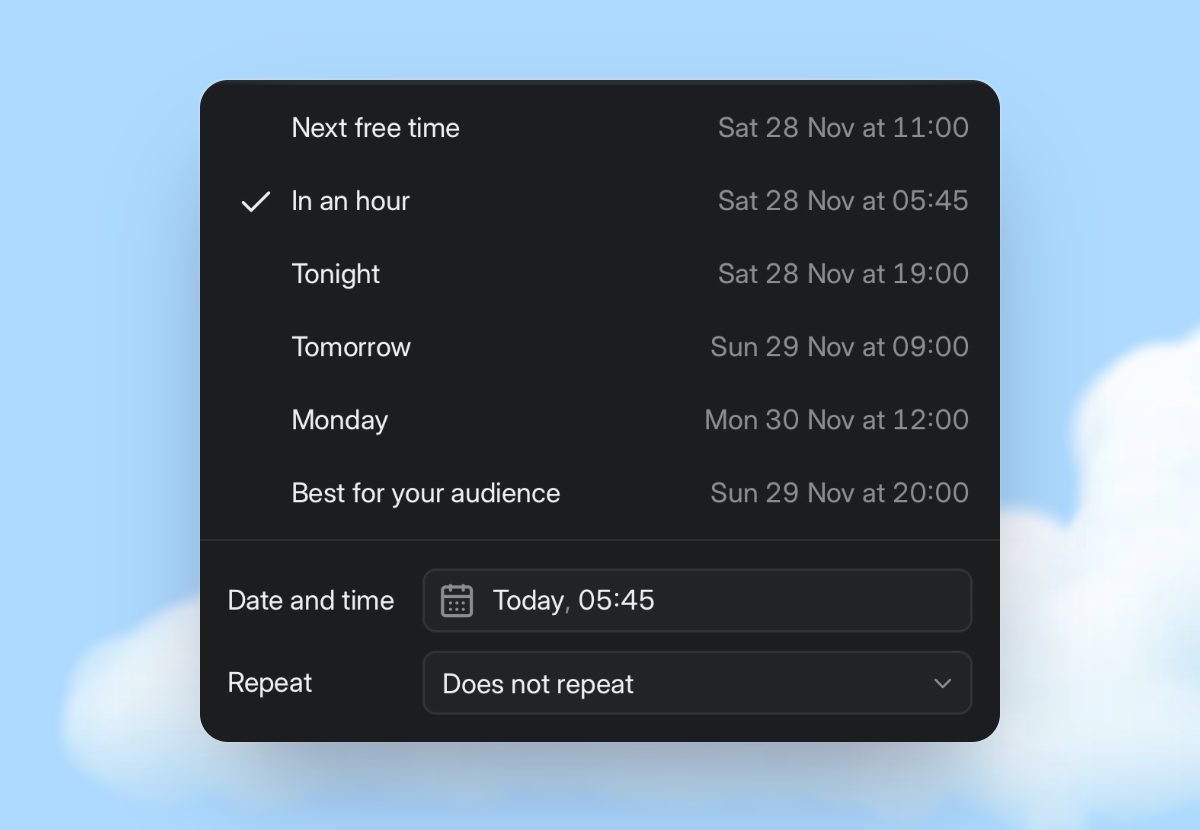 Next free time Sat 28 Nov at 11:00
In an hour Sat 28 Nov at 05:45
Tonight Sat 28 Nov at 19:00
Tomorrow Sun 29 Nov at 09:00
Monday Mon 30 Nov at 12:00
Best for your audience Sun 29 Nov at 20:00
Date and time Today, 05:45
Repeat Does not repeat